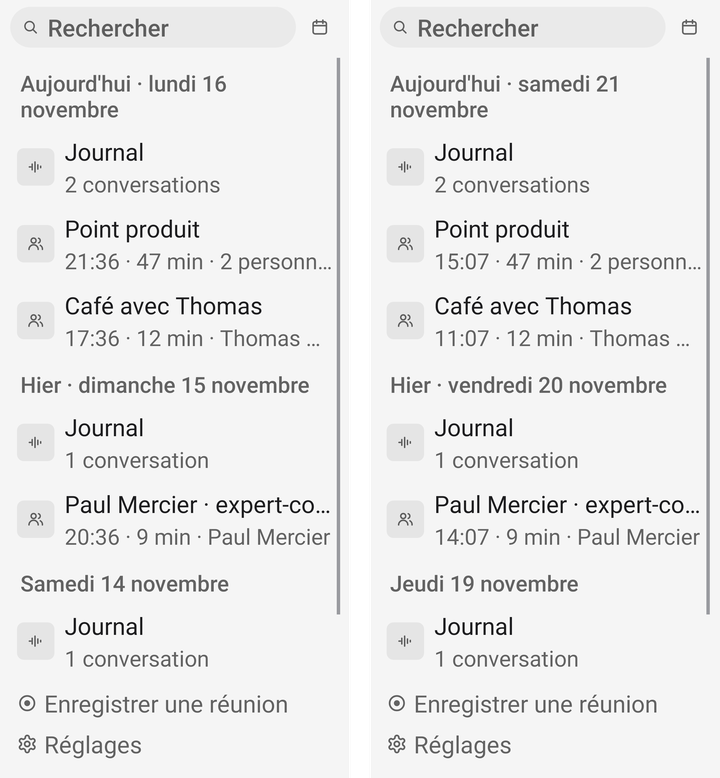 Rechercher
Aujourd'hui · lundi 16
novembre
Journal
2 conversations
Point produit
21:36 · 47 min · 2 personn...
Café avec Thomas
17:36 · 12 min · Thomas ...
Hier · dimanche 15 novembre
Journal
1 conversation
Paul Mercier · expert-co...
20:36 · 9 min · Paul Mercier
Samedi 14 novembre
Journal
1 conversation
Enregistrer une réunion
Réglages
Rechercher
Aujourd'hui · samedi 21
novembre
Journal
2 conversations
Point produit
15:07 · 47 min · 2 personn...
Café avec Thomas
11:07 · 12 min · Thomas ...
Hier · vendredi 20 novembre
Journal
1 conversation
Paul Mercier · expert-co...
14:07 · 9 min · Paul Mercier
Jeudi 19 novembre
Journal
1 conversation
Enregistrer une réunion
Réglages